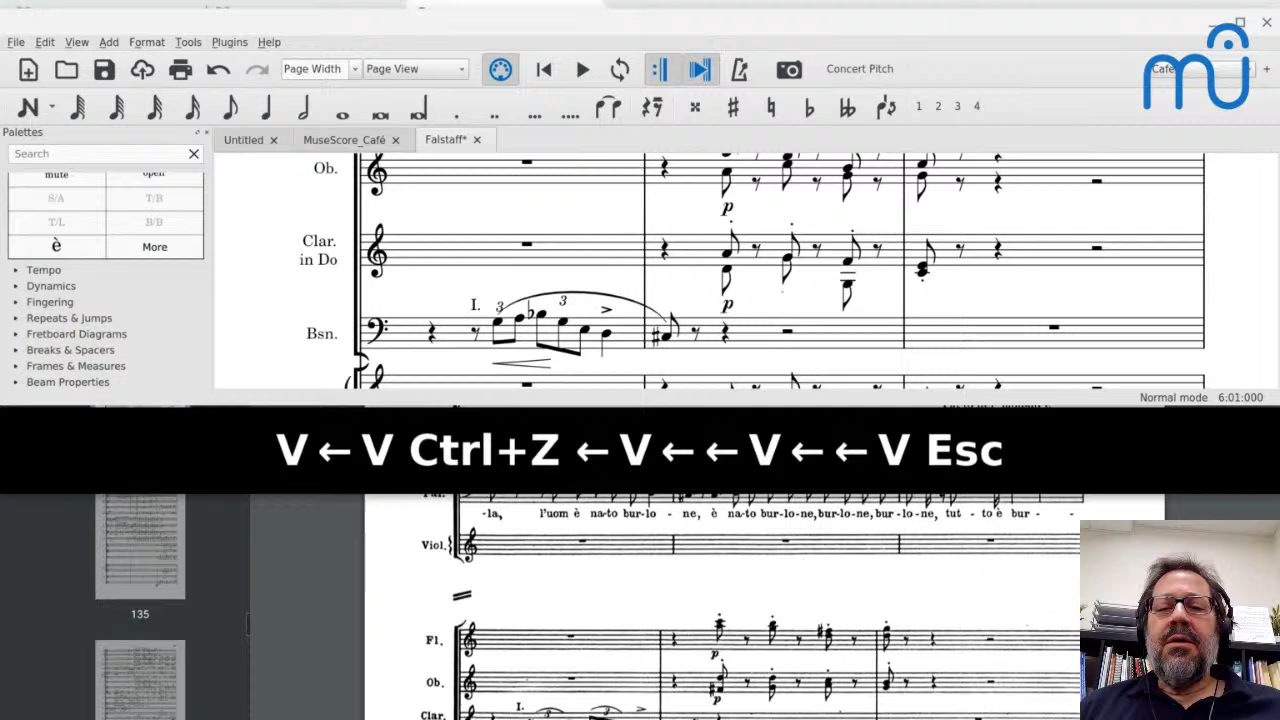 File Edit View Add Format Tools Plugins Help
Page Width Page View Concert Pitch
1 2 3 4
Palettes
Untitled MuseScore_Café Falstaff*
Search
mute open
S/A T/B
T/L B/B
è More
Tempo
Dynamics
Fingering
Repeats & Jumps
Fretboard Diagrams
Breaks & Spacers
Frames & Measures
Beam Properties
Ob.
p
Clar.
in Do
p
I. 3 3
Bsn.
Normal mode 6:01:000
V←V Ctrl+Z ←V←←V←←V Esc
-la, l'uom è na-to bur-lo - ne, è na-to bur-lo-ne, bur-lo-ne, bur-lo-ne, tut - to è bur - -
Viol.
135
Fl.
p
Ob.
p
I.
Clar.